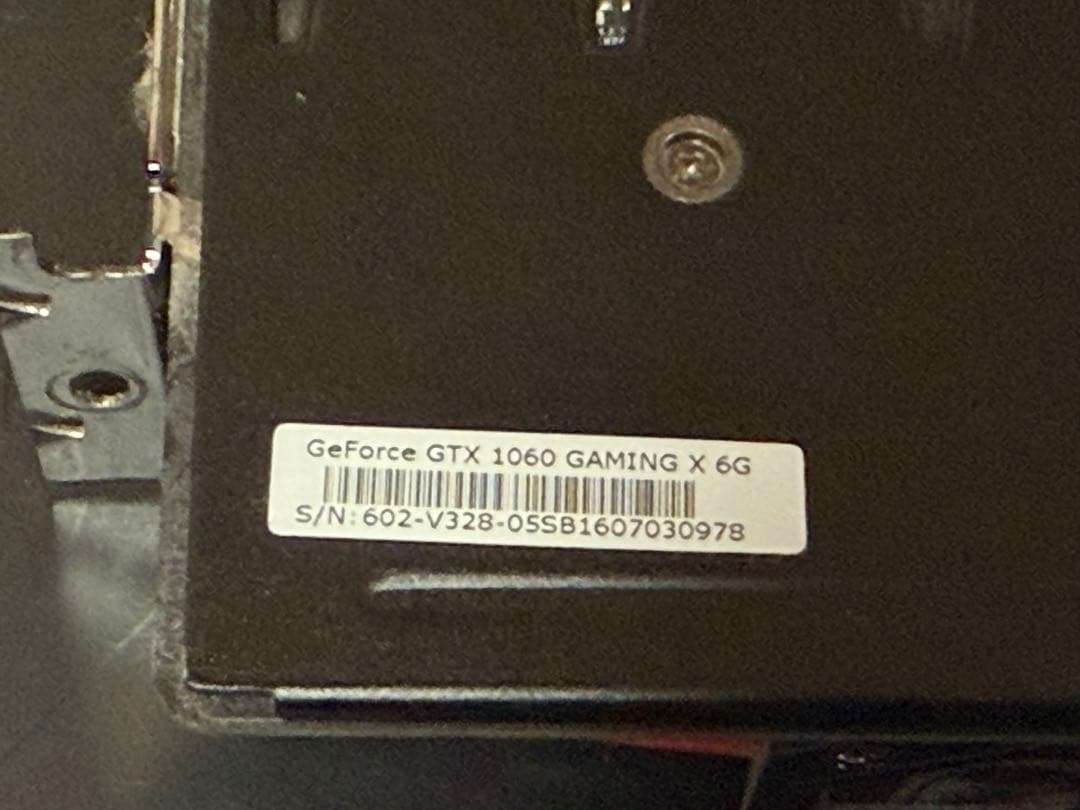 GeForce GTX 1060 GAMING X 6G
S/N: 602-V328-05SB1607030978